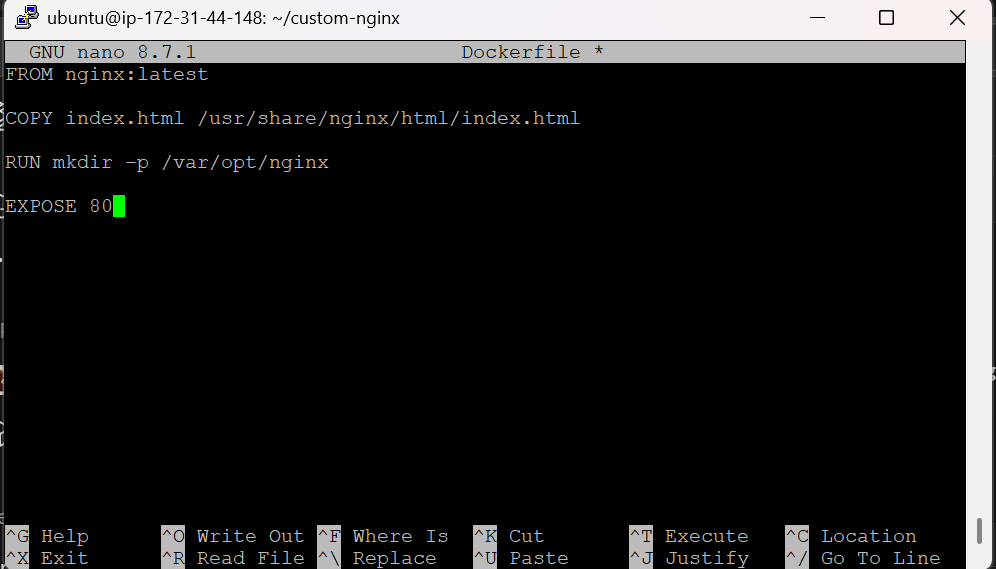 ubuntu@ip-172-31-44-148: ~/custom-nginx
GNU nano 8.7.1 Dockerfile *
FROM nginx:latest
COPY index.html /usr/share/nginx/html/index.html
RUN mkdir -p /var/opt/nginx
EXPOSE 80
^G Help ^O Write Out ^F Where Is ^K Cut ^T Execute ^C Location
^X Exit ^R Read File ^\ Replace ^U Paste ^J Justify ^/ Go To Line